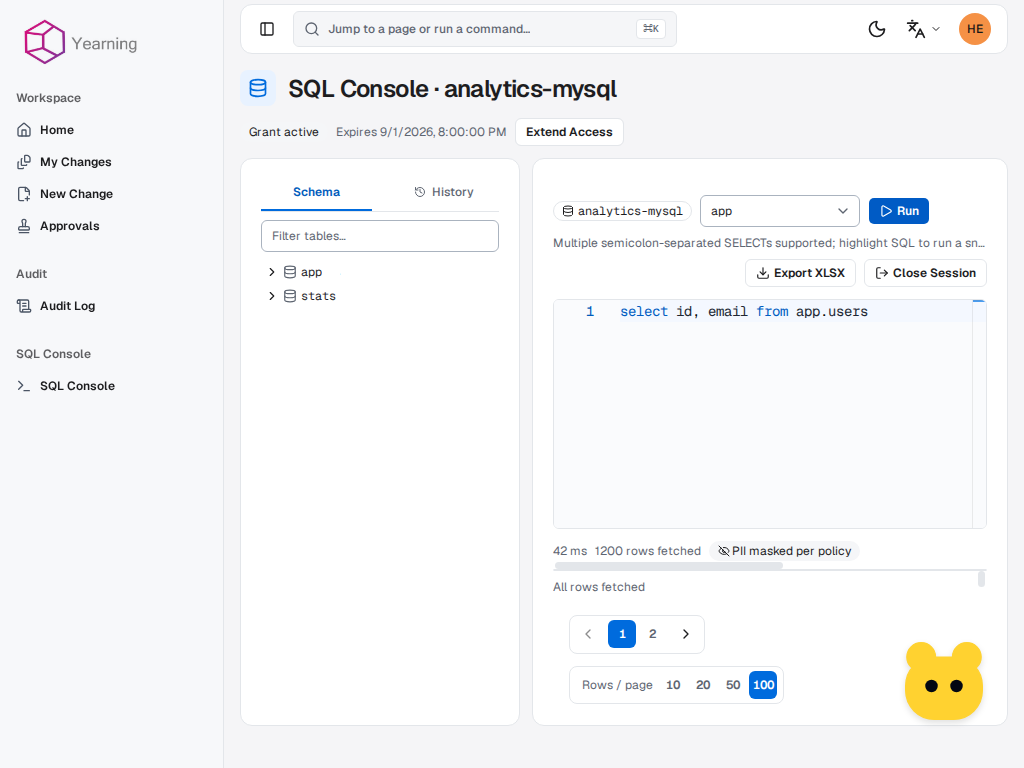 Yearning
Jump to a page or run a command…
⌘K
HE
Workspace
Home
My Changes
New Change
Approvals
Audit
Audit Log
SQL Console
SQL Console
SQL Console · analytics-mysql
Grant active
Expires 9/1/2026, 8:00:00 PM
Extend Access
Schema
History
Filter tables…
app
stats
analytics-mysql
app
Run
Multiple semicolon-separated SELECTs supported; highlight SQL to run a sn…
Export XLSX
Close Session
1 select id, email from app.users
42 ms 1200 rows fetched PII masked per policy
All rows fetched
1 2
Rows / page 10 20 50 100